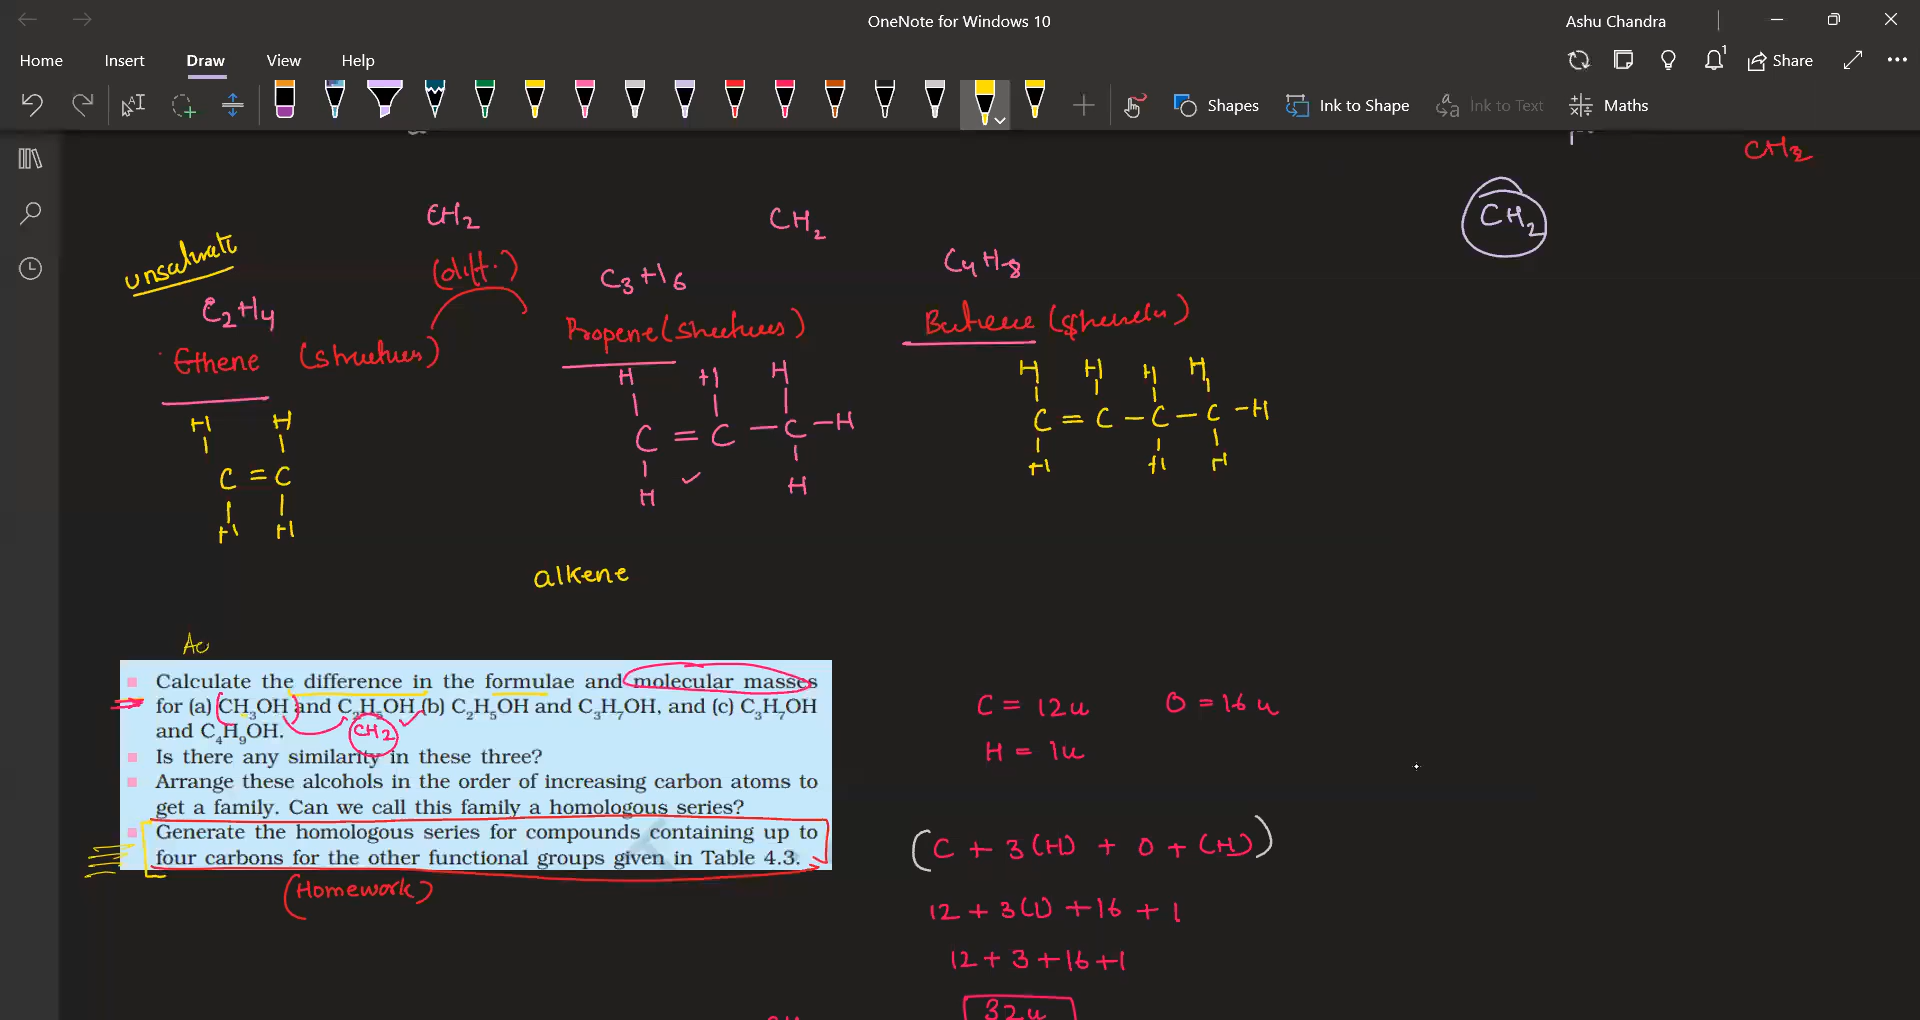 OneNote for Windows 10
Ashu Chandra
Home Insert Draw View Help
1
Share
Shapes
Ink to Shape
Ink to Text
Maths
CH3
CH2
CH2
CH2
unsaturate
(diff.)
C2H4
C3H6
C4H8
Ethene (structures)
Propene (structures)
Butene
H H
C = C
H H
H H H
C = C - C - H
H H
H H H H
C = C - C - C - H
H H H
alkene
Ac
Calculate the difference in the formulae and molecular masses
for (a) CH3OH and C2H5OH (b) C2H5OH and C3H7OH, and (c) C3H7OH
and C4H9OH.
CH2
Is there any similarity in these three?
Arrange these alcohols in the order of increasing carbon atoms to
get a family. Can we call this family a homologous series?
Generate the homologous series for compounds containing up to
four carbons for the other functional groups given in Table 4.3.
(Homework)
C = 12u O = 16u
H = 1u
(C + 3(H) + O + (H))
12 + 3(1) + 16 + 1
12 + 3 + 16 + 1
32u